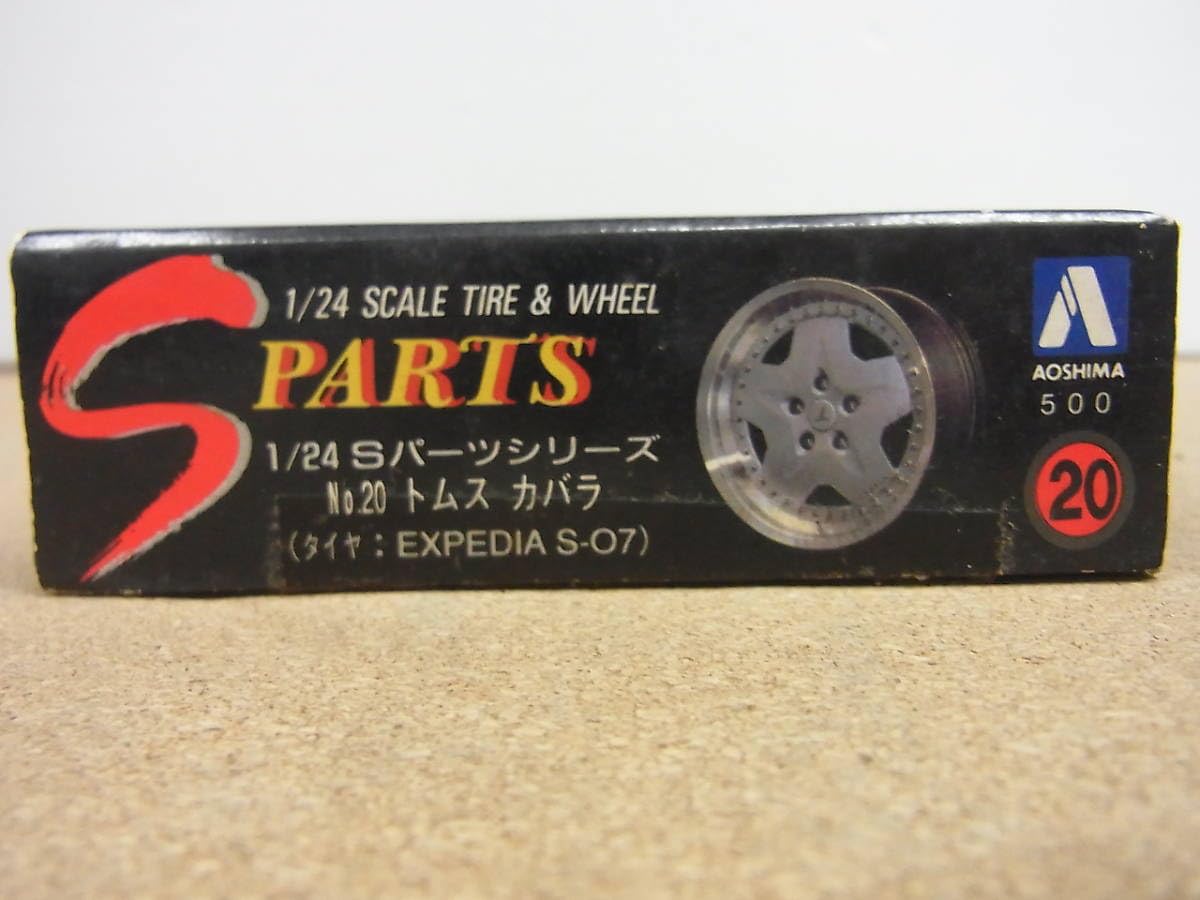 S
1/24 SCALE TIRE & WHEEL
PARTS
1/24 Sパーツシリーズ
No.20 トムス カバラ
(タイヤ: EXPEDIA S-07)
AOSHIMA
500
20